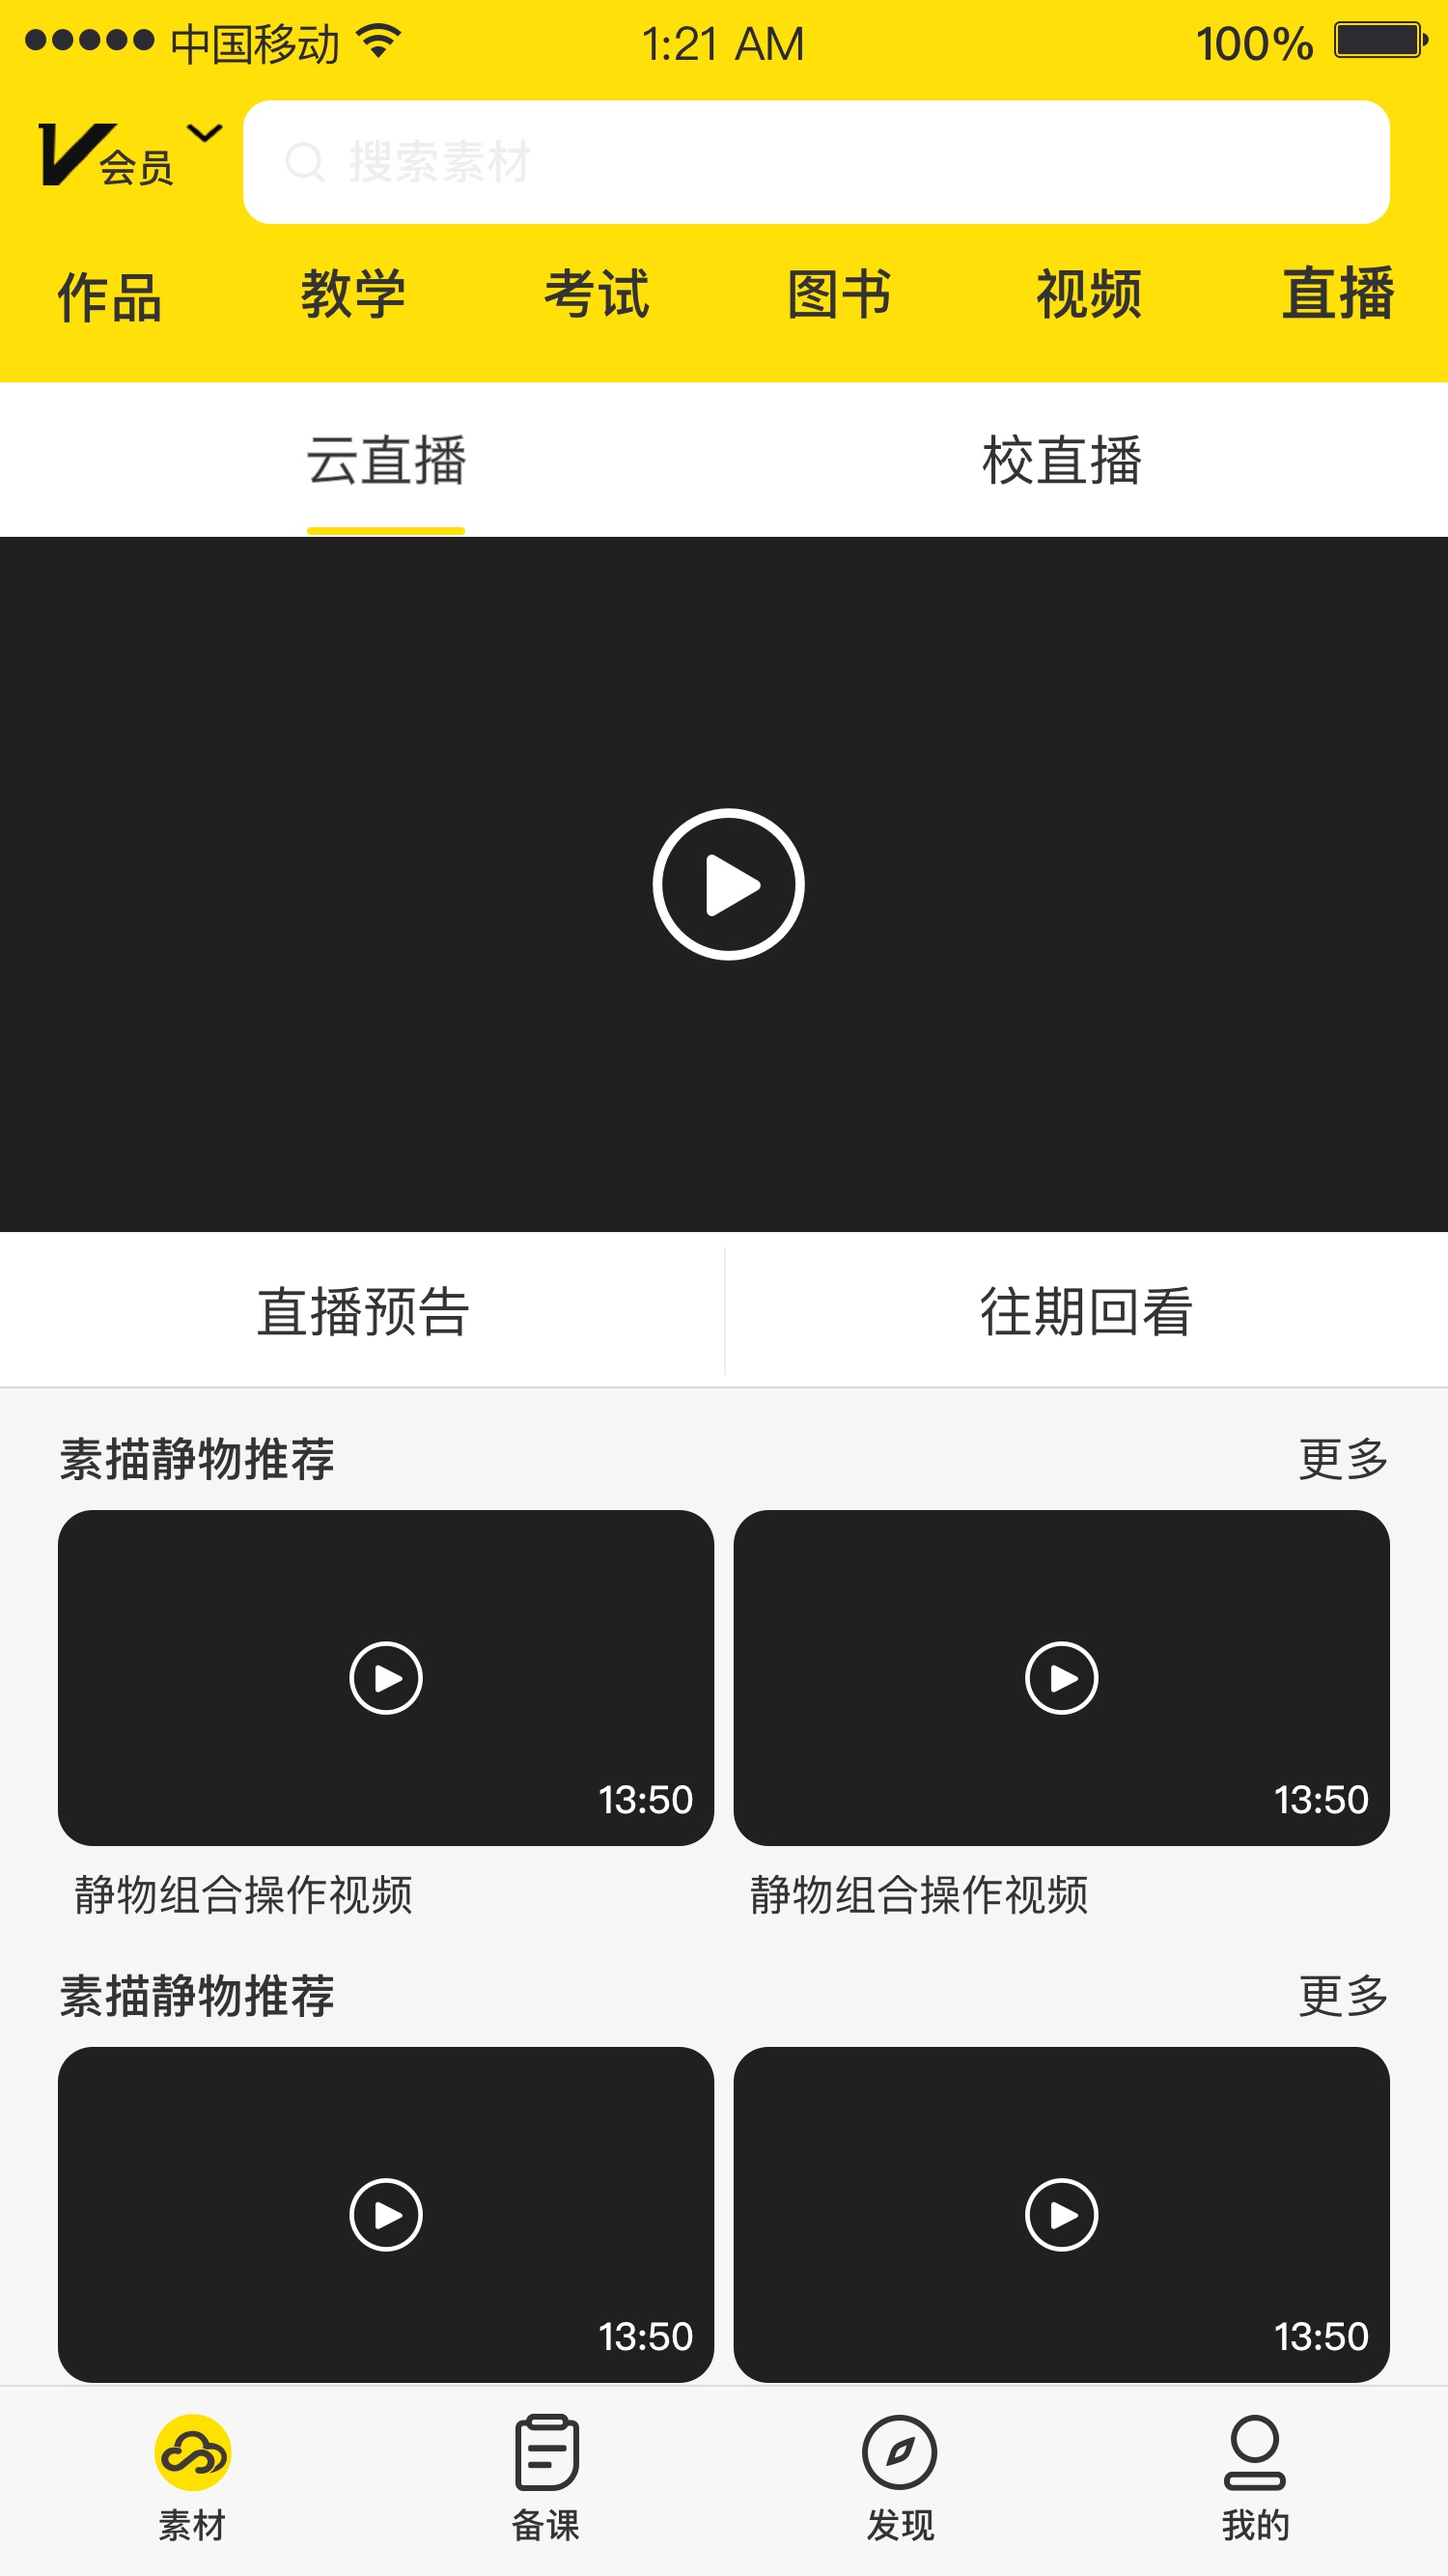 中国移动 1:21 AM 100%
V会员 搜索素材
作品 教学 考试 图书 视频 直播
云直播 校直播
直播预告 往期回看
素描静物推荐 更多
13:50 13:50
静物组合操作视频 静物组合操作视频
素描静物推荐 更多
13:50 13:50
素材 备课 发现 我的